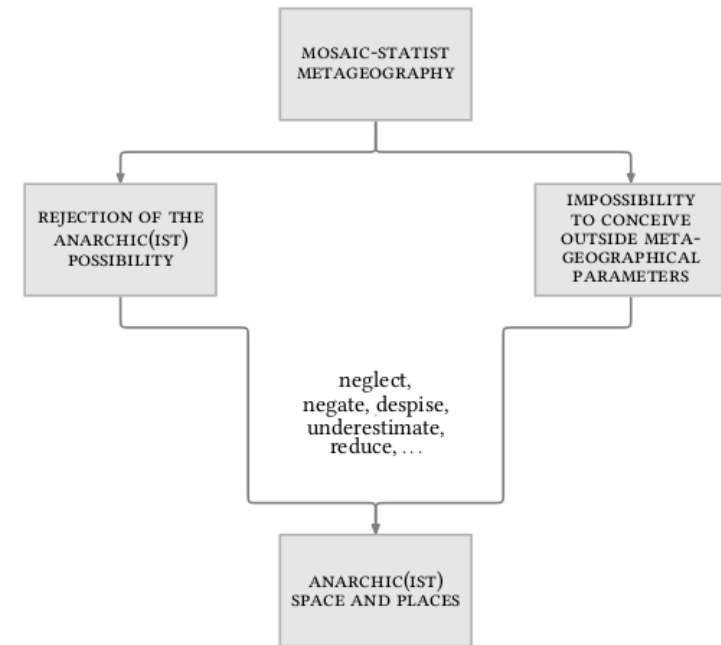 MOSAIC-STATIST
METAGEOGRAPHY
REJECTION OF THE
ANARCHIC(IST)
POSSIBILITY
IMPOSSIBILITY
TO CONCEIVE
OUTSIDE META-
GEOGRAPHICAL
PARAMETERS
neglect,
negate, despise,
underestimate,
reduce, ...
ANARCHIC(IST)
SPACE AND PLACES